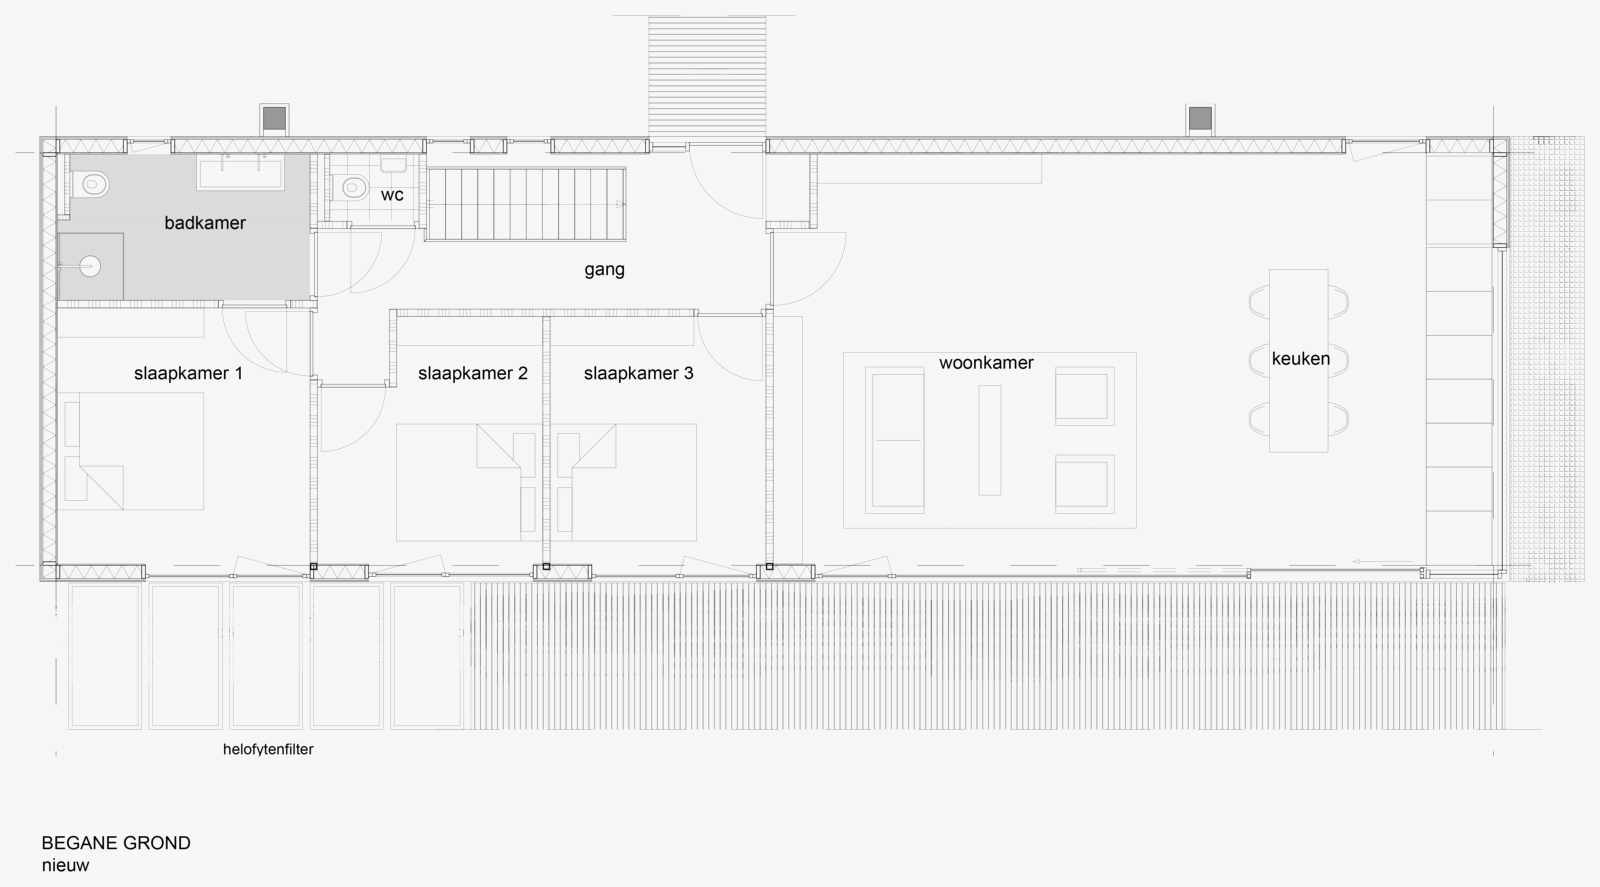 badkamer
wc
gang
slaapkamer 1
slaapkamer 2
slaapkamer 3
woonkamer
keuken
helofytenfilter
BEGANE GROND
nieuw